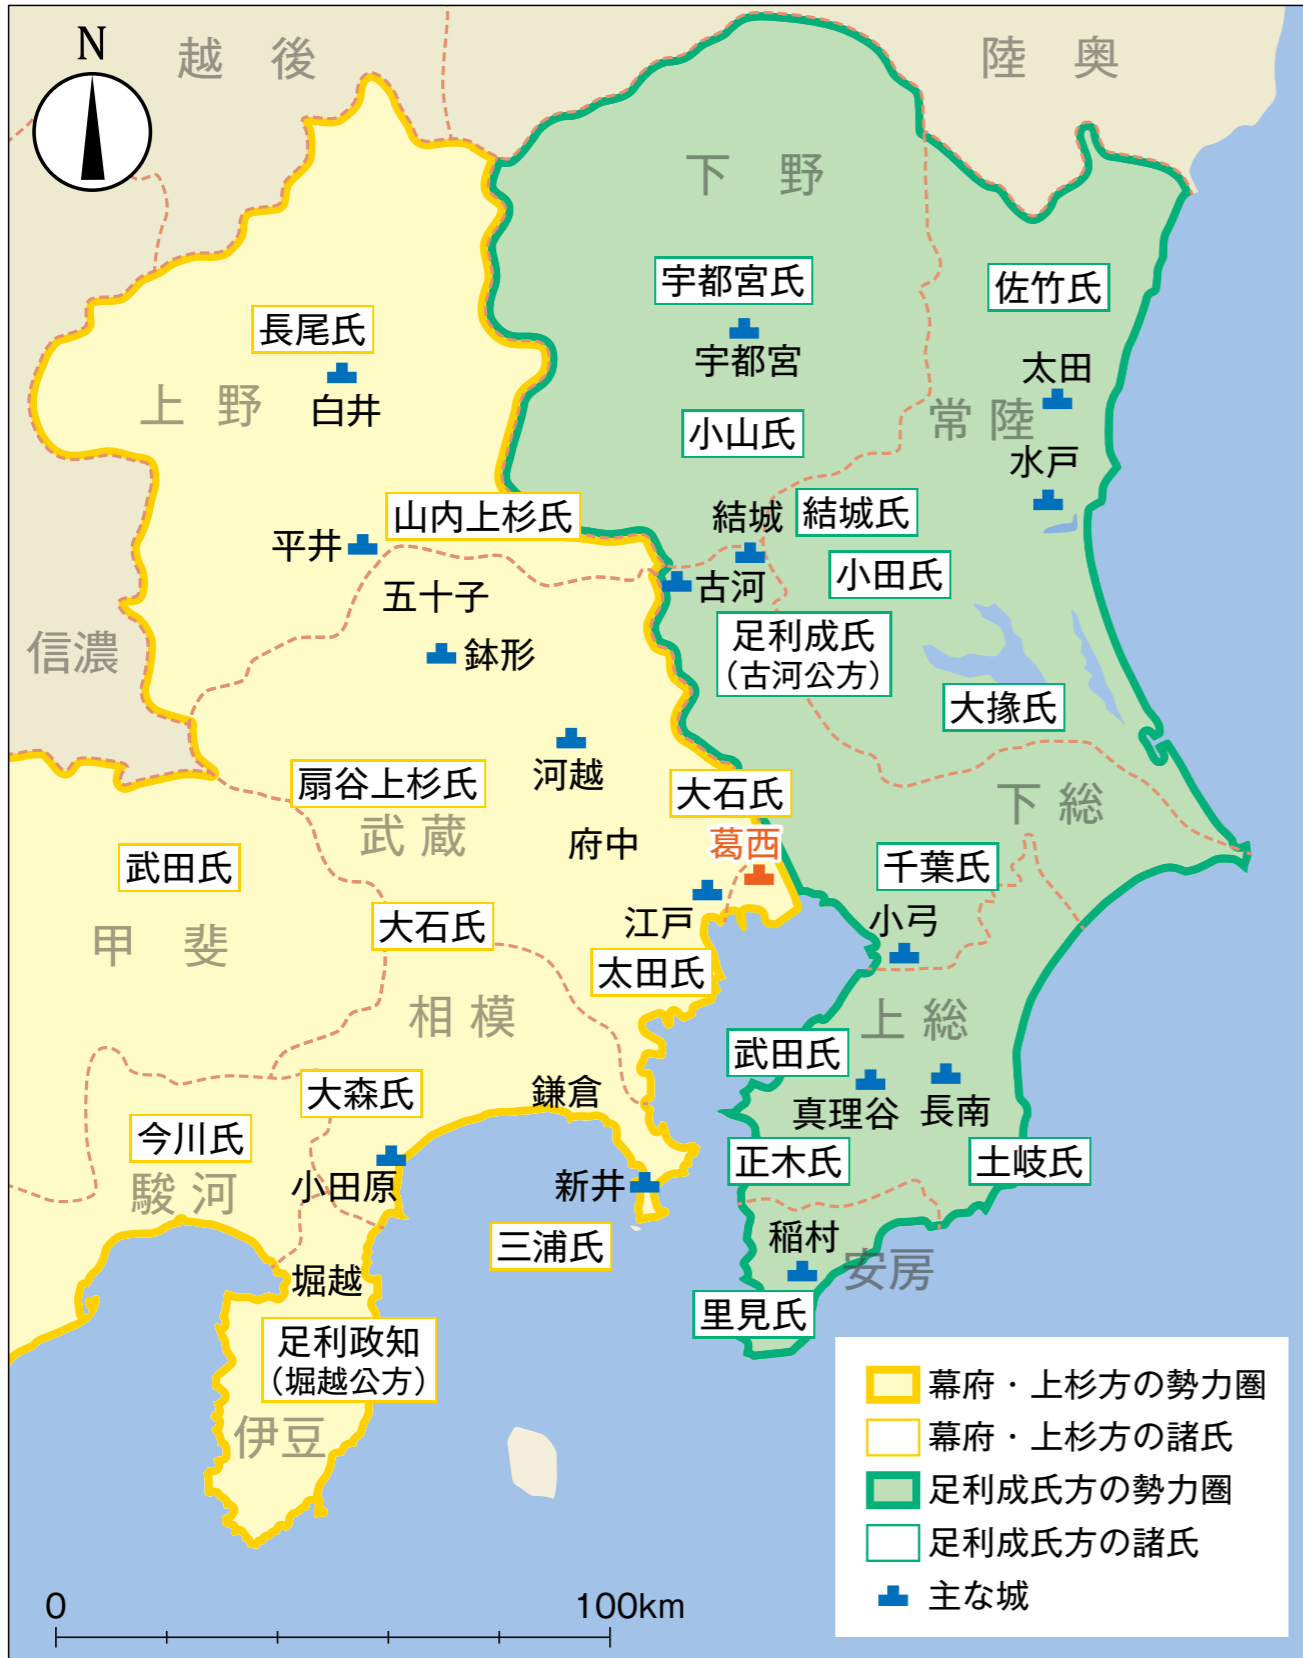 N
越後
陸奥
下野
宇都宮氏
佐竹氏
長尾氏
宇都宮
太田
上野
白井
常陸
小山氏
水戸
山内上杉氏
結城
結城氏
平井
小田氏
五十子
古河
足利成氏
（古河公方）
信濃
鉢形
大掾氏
河越
扇谷上杉氏
大石氏
下総
武蔵
府中
葛西
武田氏
千葉氏
大石氏
江戸
小弓
甲斐
太田氏
相模
上総
武田氏
大森氏
鎌倉
真理谷
長南
今川氏
正木氏
土岐氏
駿河
小田原
新井
三浦氏
稲村
安房
堀越
里見氏
足利政知
（堀越公方）
伊豆
幕府・上杉方の勢力圏
幕府・上杉方の諸氏
足利成氏方の勢力圏
足利成氏方の諸氏
主な城
0
100km